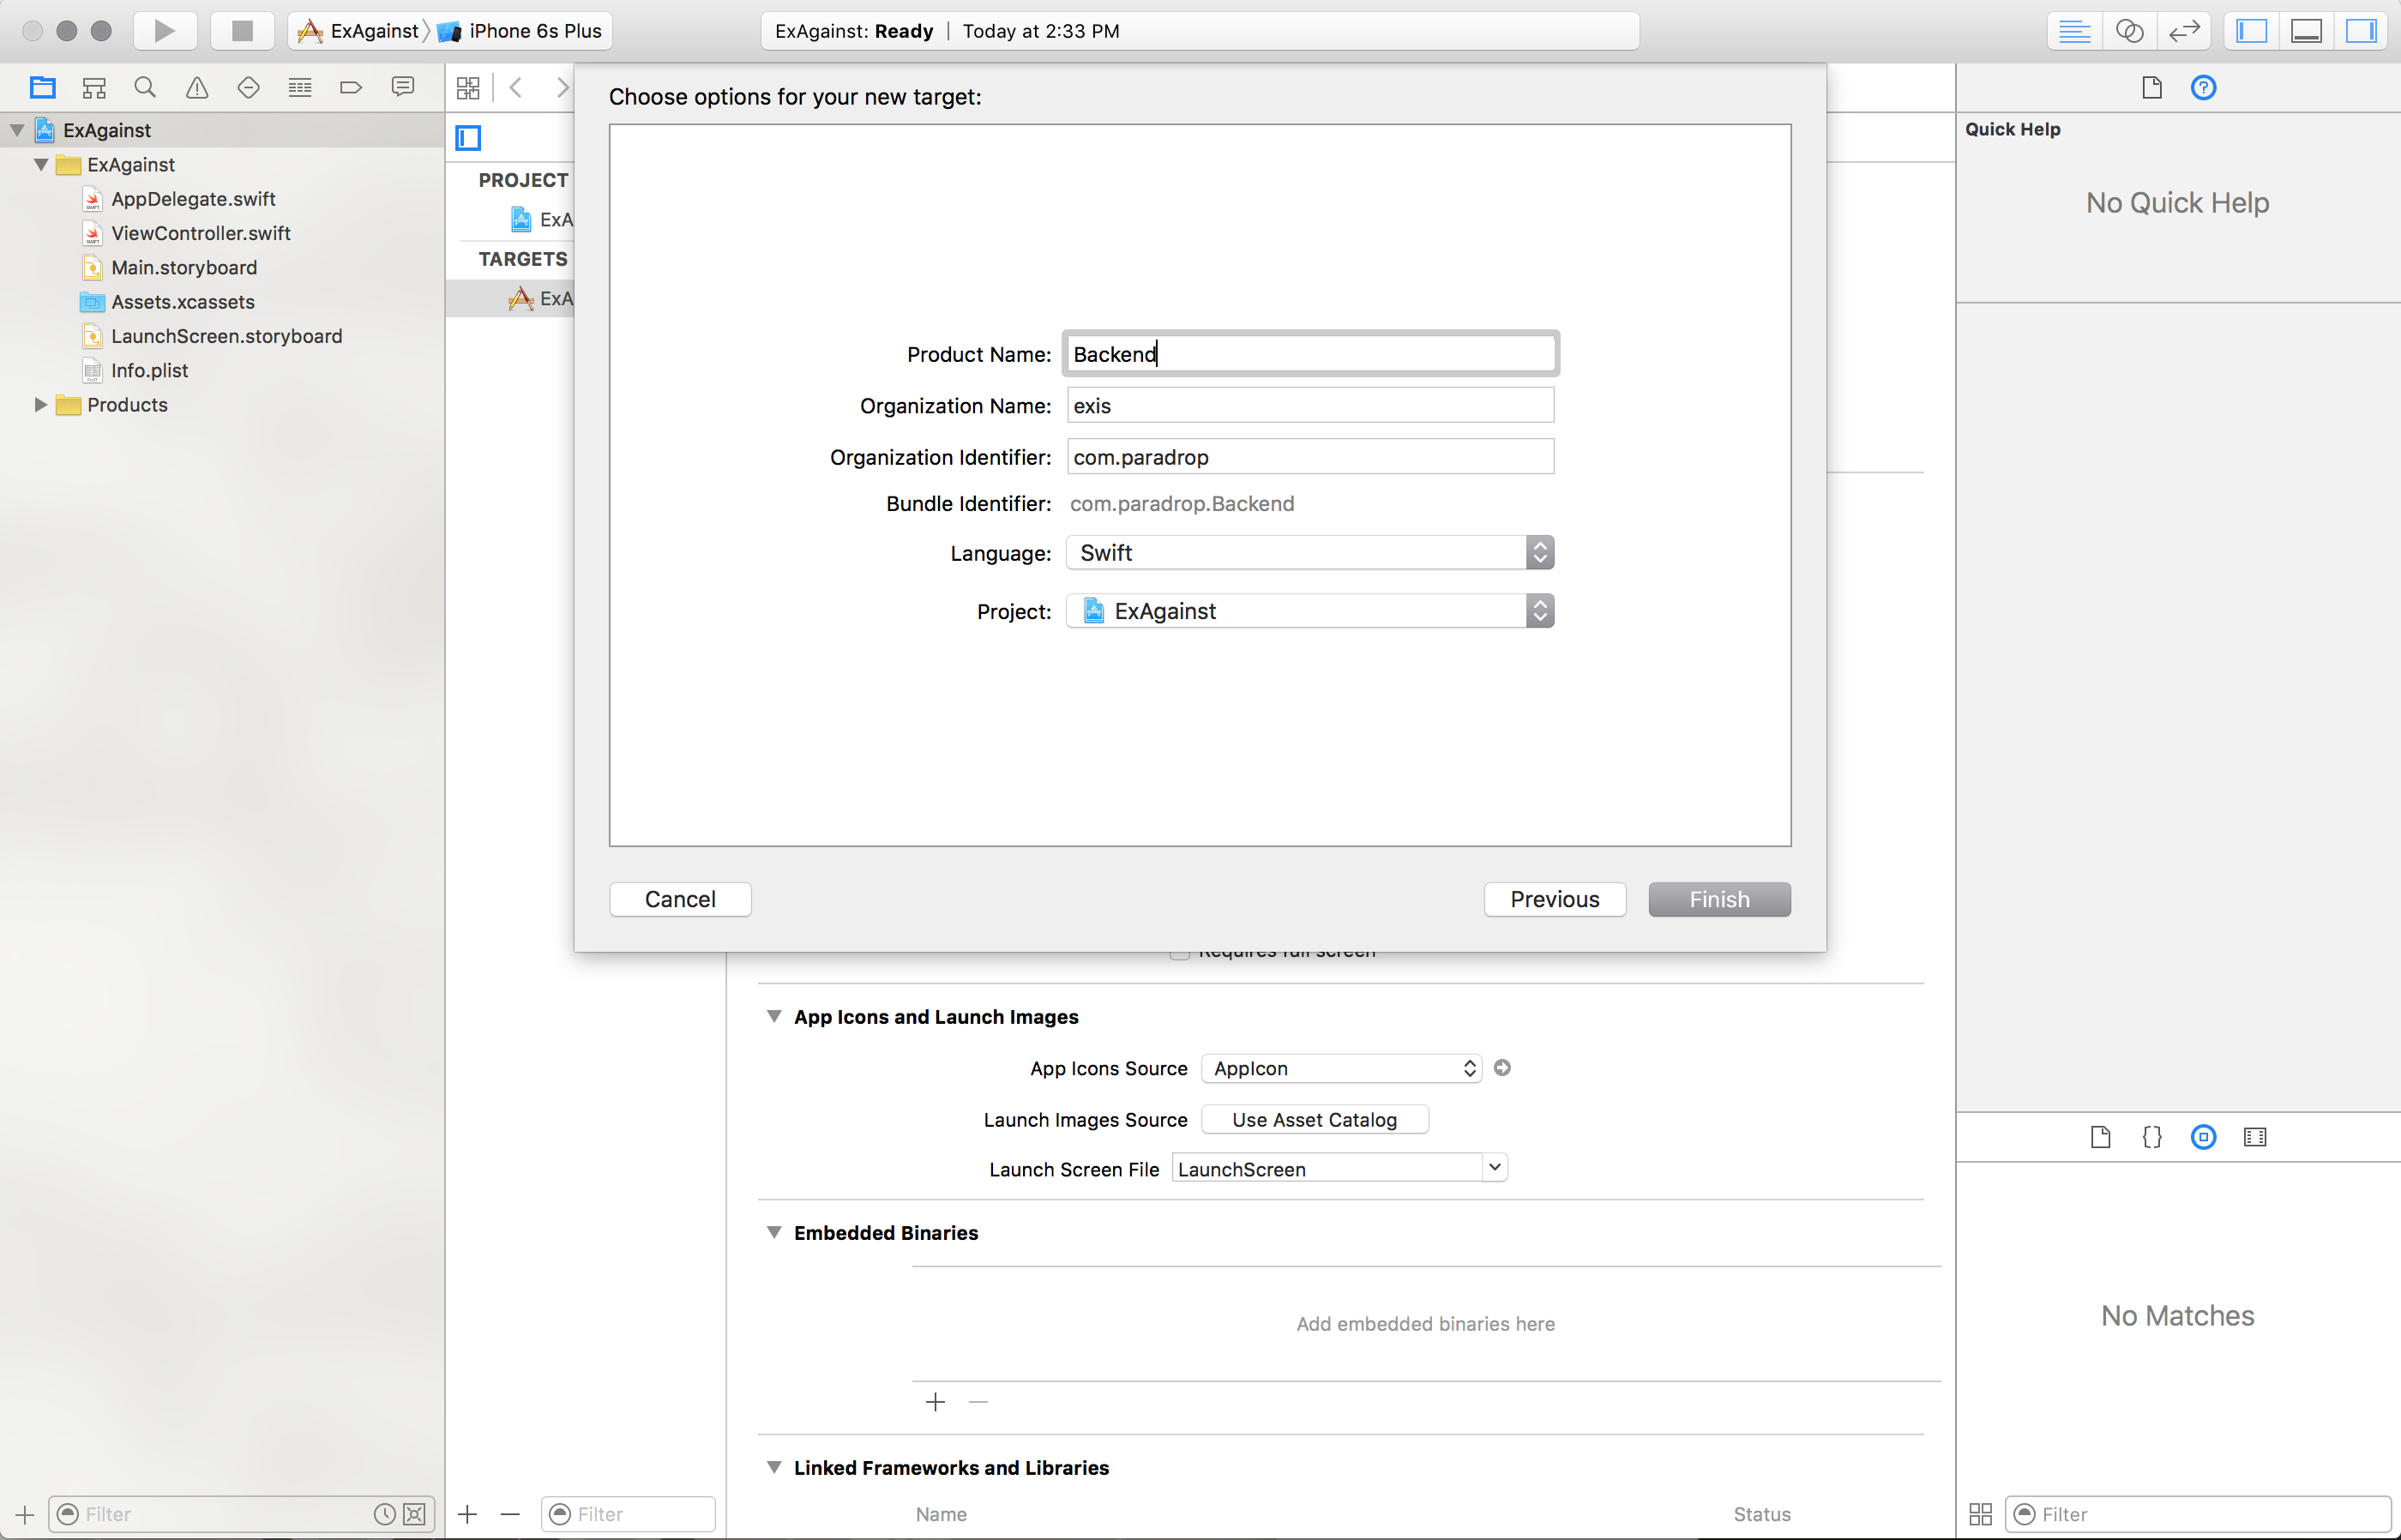 ExAgainst
iPhone 6s Plus
ExAgainst: Ready
Today at 2:33 PM
ExAgainst
ExAgainst
AppDelegate.swift
ViewController.swift
Main.storyboard
Assets.xcassets
LaunchScreen.storyboard
Info.plist
Products
Filter
PROJECT
ExA
TARGETS
ExA
Filter
Choose options for your new target:
Product Name: Backend
Organization Name: exis
Organization Identifier: com.paradrop
Bundle Identifier: com.paradrop.Backend
Language: Swift
Project: ExAgainst
Cancel
Previous
Finish
Requires full screen
App Icons and Launch Images
App Icons Source AppIcon
Launch Images Source Use Asset Catalog
Launch Screen File LaunchScreen
Embedded Binaries
Add embedded binaries here
Linked Frameworks and Libraries
Name Status
Quick Help
No Quick Help
No Matches
Filter